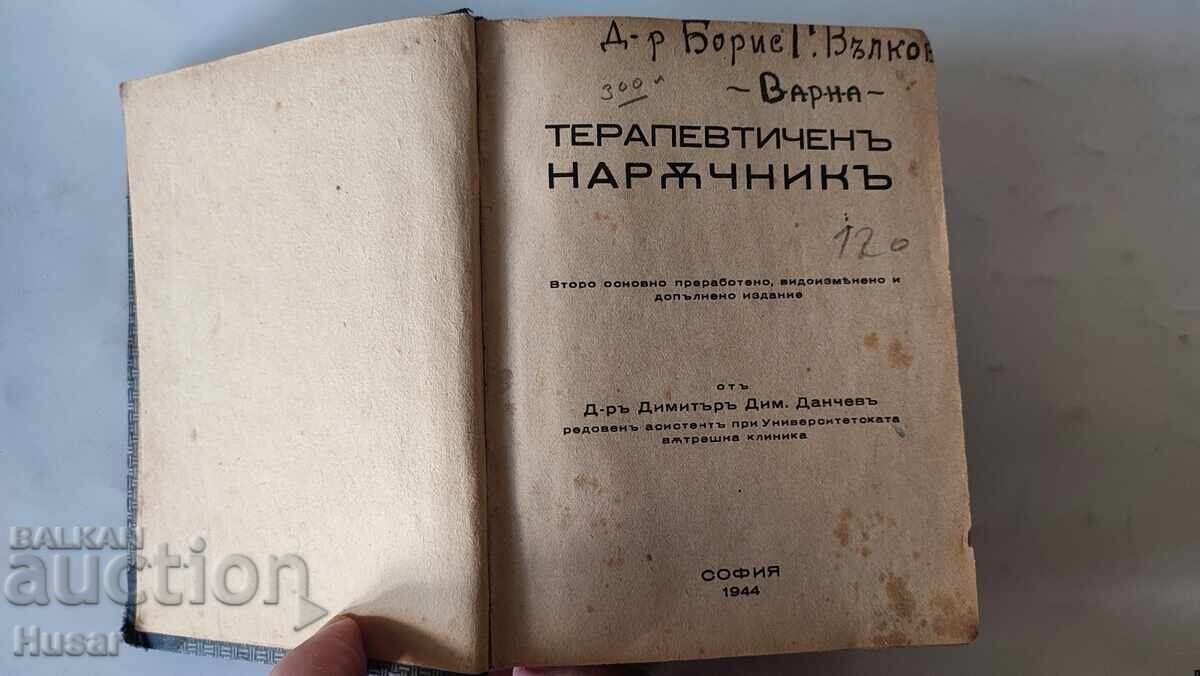 Д-р Борис Г. Вълков
300 л
- Варна -
ТЕРАПЕВТИЧЕНЪ
НАРѪЧНИКЪ
120
Второ основно преработено, видоизмѣнено и
допълнено издание
отъ
Д-ръ Димитъръ Дим. Данчевъ
редовенъ асистентъ при Университетската
вѫтрешна клиника
СОФИЯ
1944
BALKAN
auction
Husar